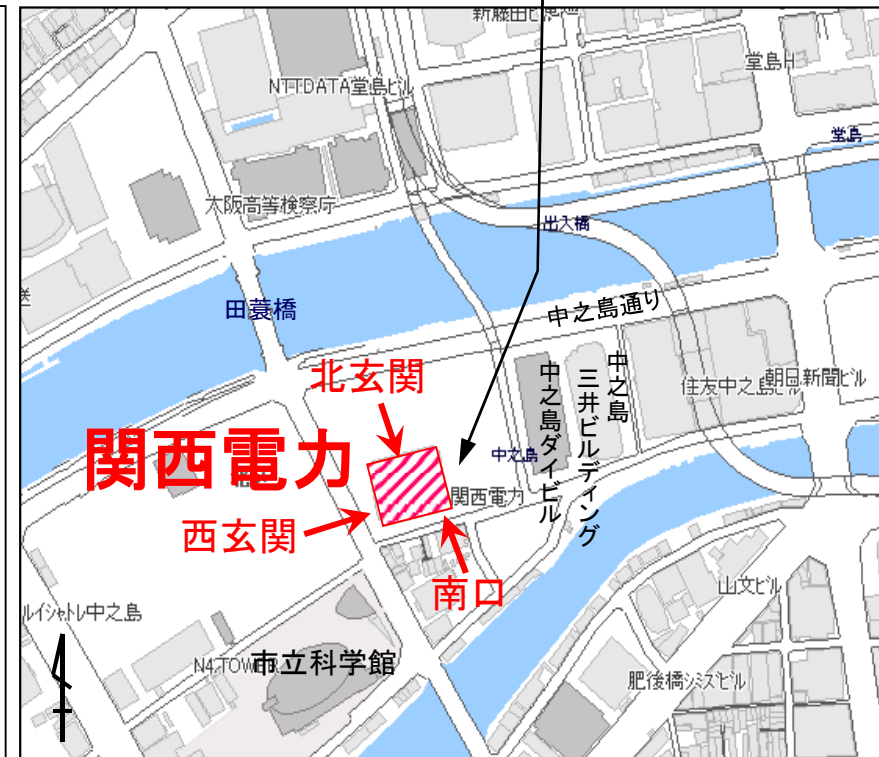 新藤田ビ
堂島H
NTTDATA堂島ビル
堂島
大阪高等検察庁
出入橋
田蓑橋
中之島通り
北玄関
中之島
三井ビルディング
中之島ダイビル
住友中之島ビル
朝日新聞ビル
関西電力
中之島
関西電力
西玄関
南口
山文ビル
ルイシャトレ中之島
N4.TOWER
市立科学館
肥後橋シミズビル